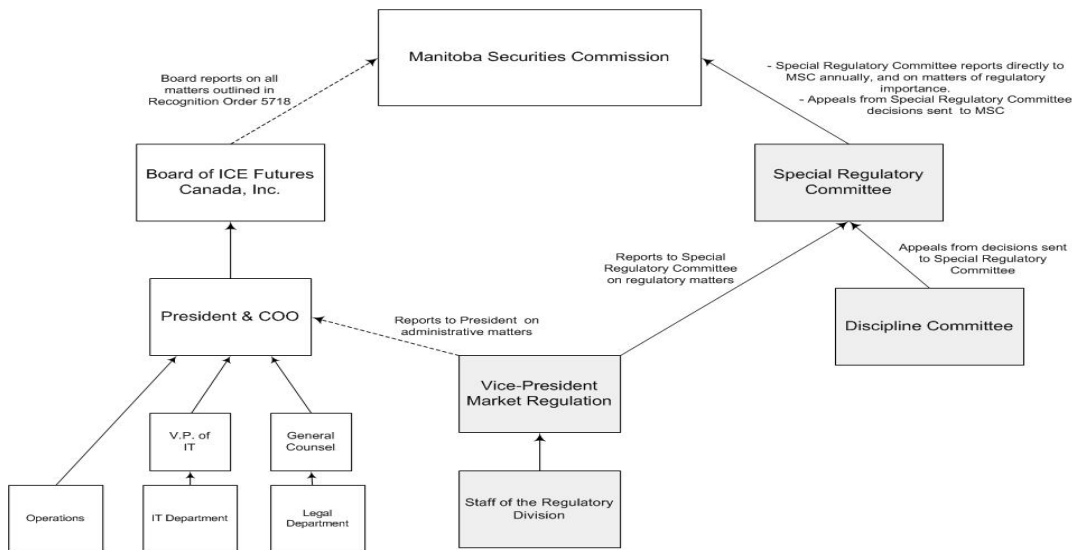 Manitoba Securities Commission
Board reports on all
matters outlined in
Recognition Order 5718
- Special Regulatory Committee reports directly to
MSC annually, and on matters of regulatory
importance.
- Appeals from Special Regulatory Committee
decisions sent to MSC
Board of ICE Futures
Canada, Inc.
Special Regulatory
Committee
Reports to Special
Regulatory Committee
on regulatory matters
Appeals from decisions sent
to Special Regulatory
Committee
President & COO
Reports to President on
administrative matters
Discipline Committee
Vice-President
Market Regulation
V.P. of
IT
General
Counsel
Operations
IT Department
Legal
Department
Staff of the Regulatory
Division